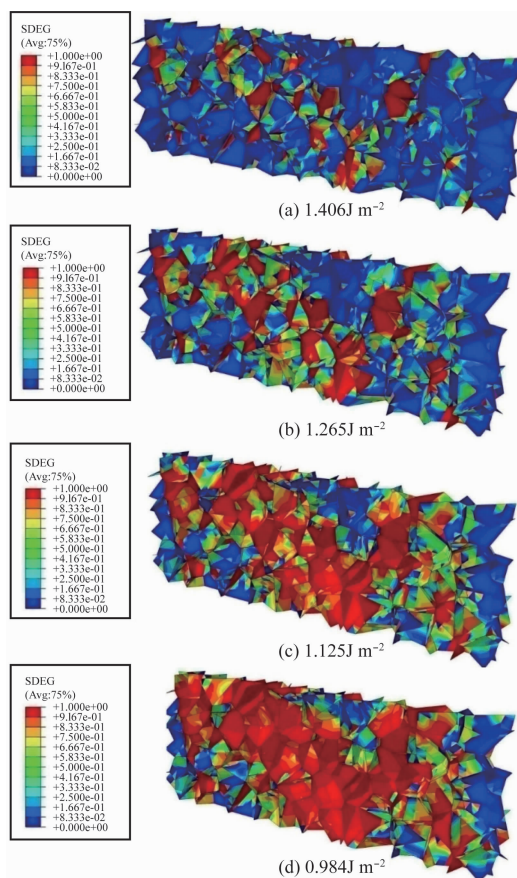 SDEG
(Avg:75%)
+1.000e+00
+9.167e-01
+8.333e-01
+7.500e-01
+6.667e-01
+5.833e-01
+5.000e-01
+4.167e-01
+3.333e-01
+2.500e-01
+1.667e-01
+8.333e-02
+0.000e+00
(a) 1.406J m⁻²
SDEG
(Avg:75%)
+1.000e+00
+9.167e-01
+8.333e-01
+7.500e-01
+6.667e-01
+5.833e-01
+5.000e-01
+4.167e-01
+3.333e-01
+2.500e-01
+1.667e-01
+8.333e-02
+0.000e+00
(b) 1.265J m⁻²
SDEG
(Avg:75%)
+1.000e+00
+9.167e-01
+8.333e-01
+7.500e-01
+6.667e-01
+5.833e-01
+5.000e-01
+4.167e-01
+3.333e-01
+2.500e-01
+1.667e-01
+8.333e-02
+0.000e+00
(c) 1.125J m⁻²
SDEG
(Avg:75%)
+1.000e+00
+9.167e-01
+8.333e-01
+7.500e-01
+6.667e-01
+5.833e-01
+5.000e-01
+4.167e-01
+3.333e-01
+2.500e-01
+1.667e-01
+8.333e-02
+0.000e+00
(d) 0.984J m⁻²